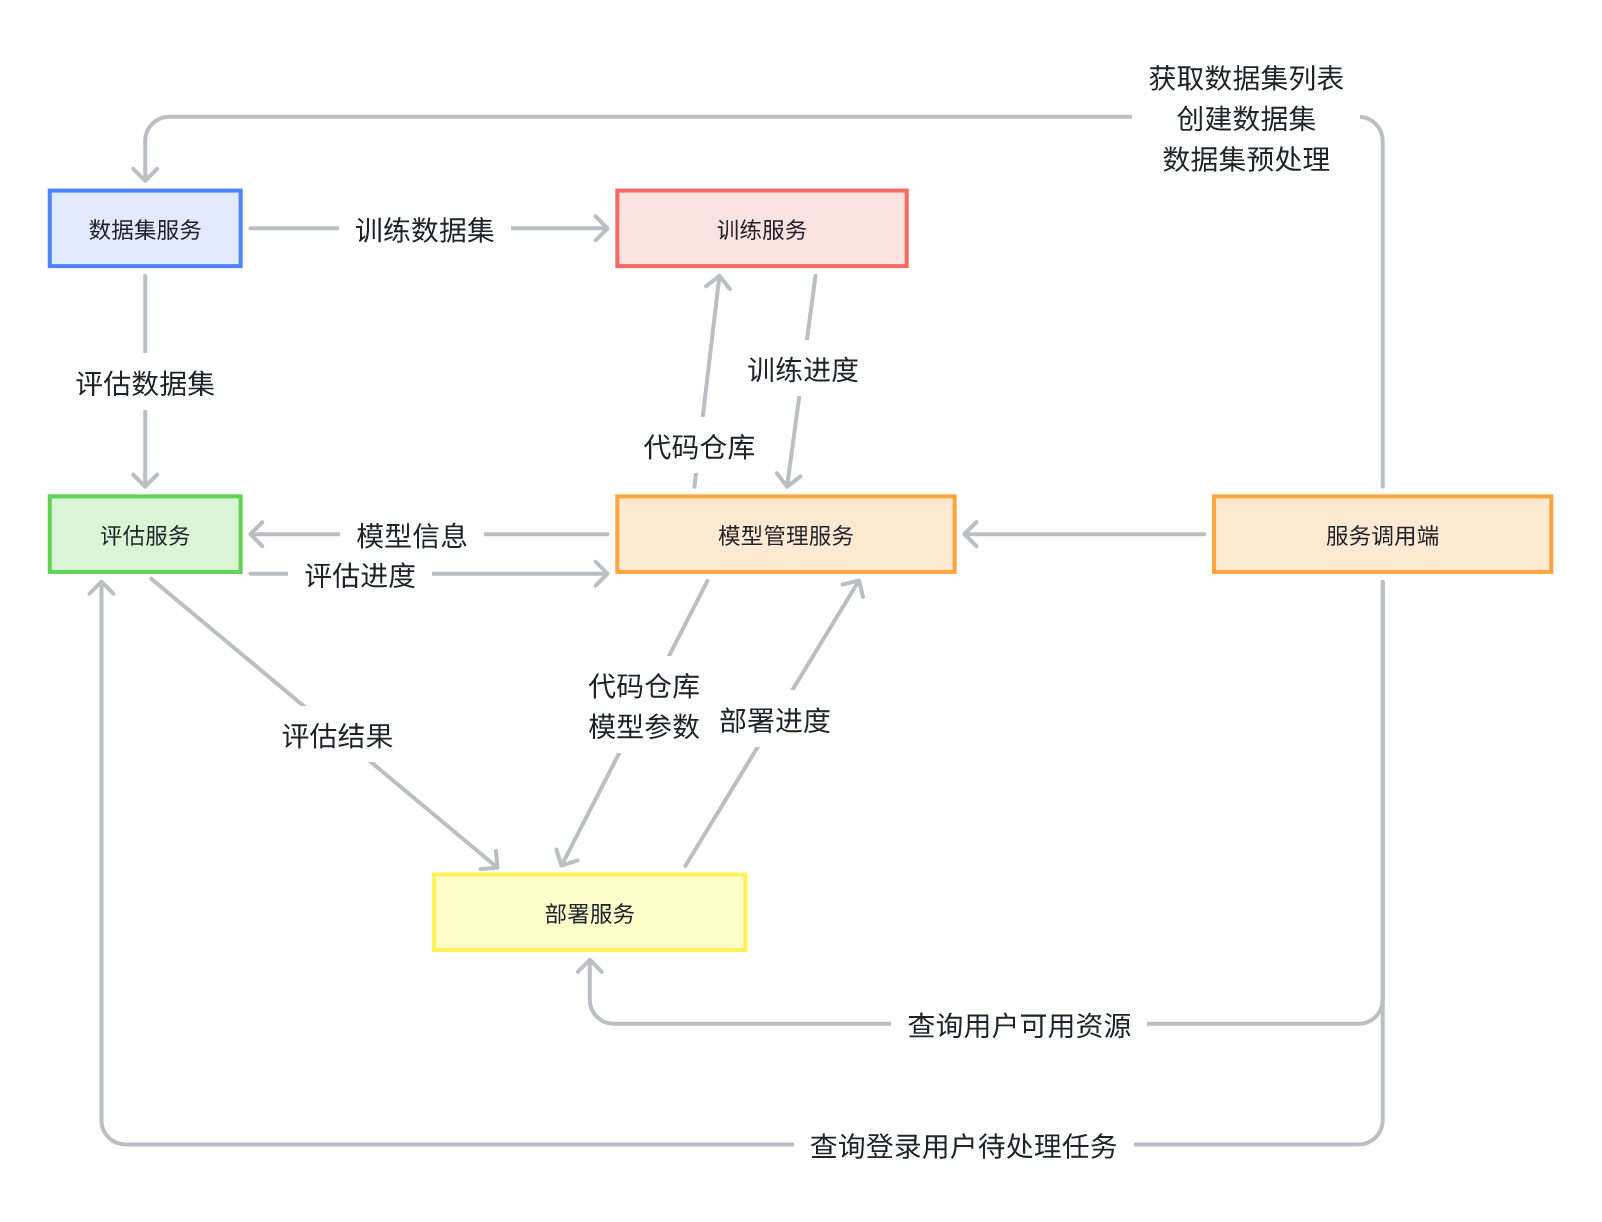 获取数据集列表
创建数据集
数据集预处理
数据集服务
训练数据集
训练服务
训练进度
评估数据集
代码仓库
评估服务
模型信息
模型管理服务
服务调用端
评估进度
代码仓库
模型参数
部署进度
评估结果
部署服务
查询用户可用资源
查询登录用户待处理任务